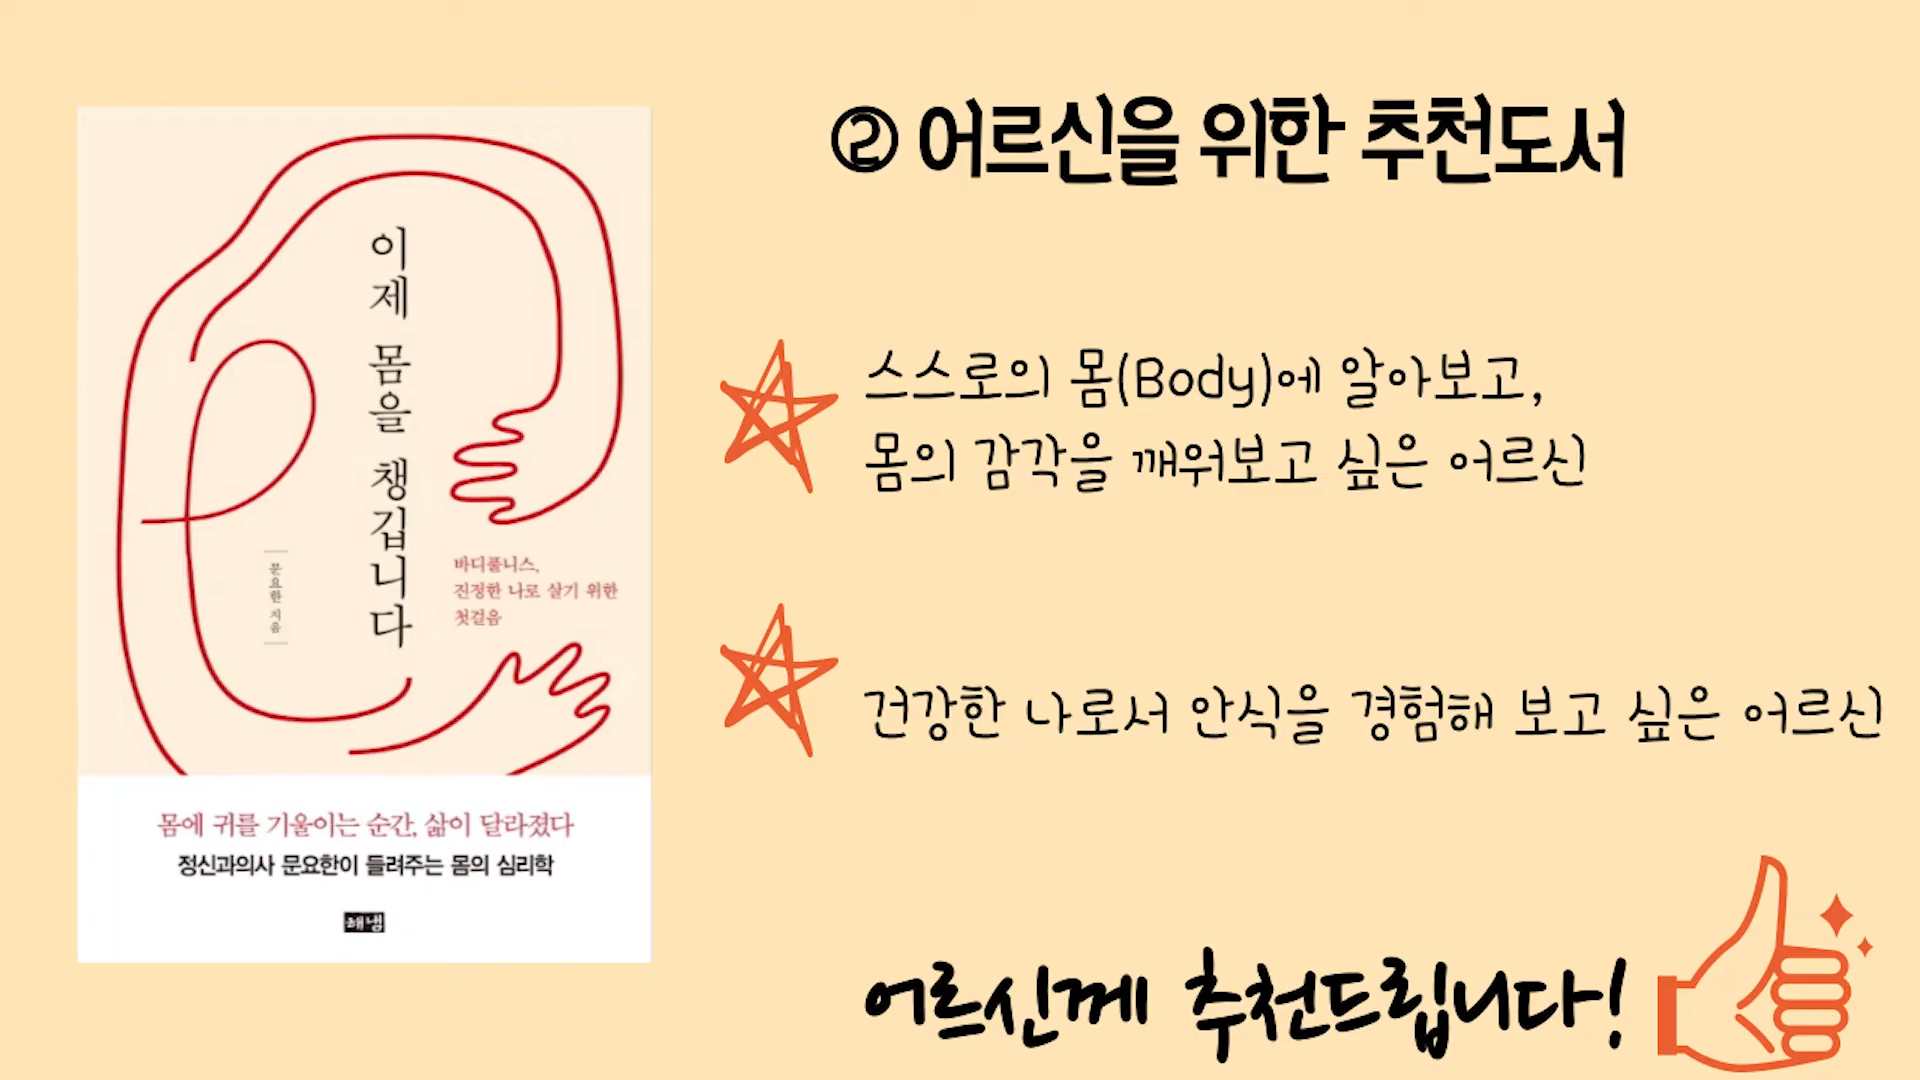 ② 어르신을 위한 추천도서
이제 몸을 챙깁니다
문요한 지음
바디풀니스,
진정한 나로 살기 위한
첫걸음
몸에 귀를 기울이는 순간, 삶이 달라졌다
정신과의사 문요한이 들려주는 몸의 심리학
해냄
스스로의 몸(Body)에 알아보고,
몸의 감각을 깨워보고 싶은 어르신
건강한 나로서 안식을 경험해 보고 싶은 어르신
어르신께 추천드립니다!